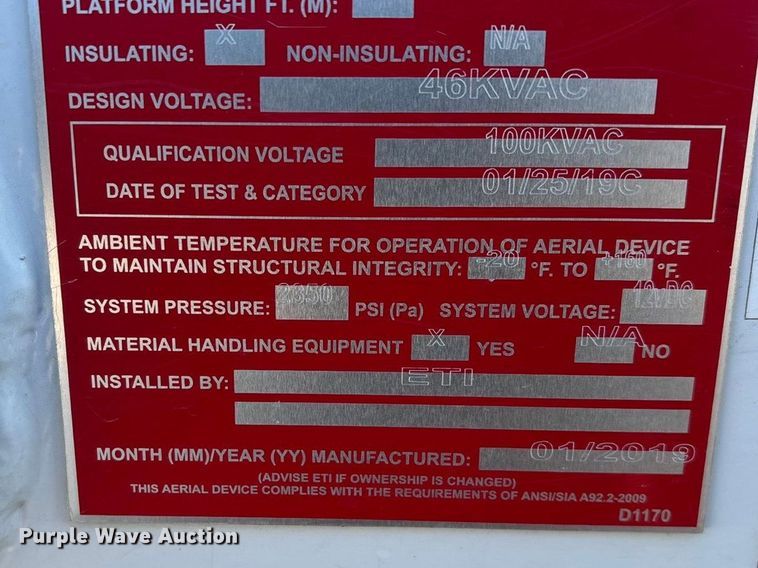 PLATFORM HEIGHT FT. (M):
INSULATING: X NON-INSULATING: N/A
DESIGN VOLTAGE: 46KVAC
QUALIFICATION VOLTAGE 100KVAC
DATE OF TEST & CATEGORY 01/25/19C
AMBIENT TEMPERATURE FOR OPERATION OF AERIAL DEVICE
TO MAINTAIN STRUCTURAL INTEGRITY: -20 °F. TO +160 °F.
SYSTEM PRESSURE: 2350 PSI (Pa) SYSTEM VOLTAGE: 12/DC
MATERIAL HANDLING EQUIPMENT X YES N/A NO
INSTALLED BY: ETI
MONTH (MM)/YEAR (YY) MANUFACTURED: 01/2019
(ADVISE ETI IF OWNERSHIP IS CHANGED)
THIS AERIAL DEVICE COMPLIES WITH THE REQUIREMENTS OF ANSI/SIA A92.2-2009
D1170
Purple Wave Auction